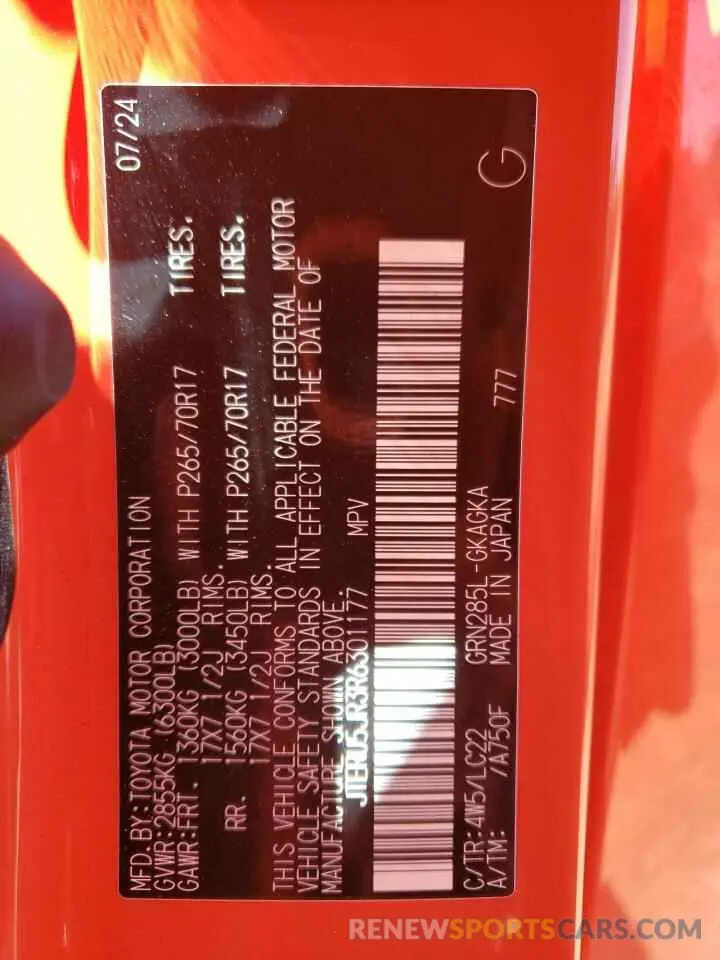 MFD.BY:TOYOTA MOTOR CORPORATION 07/24
GVWR:2855KG (6300LB)
GAWR:FRT. 1360KG (3000LB) WITH P265/70R17 TIRES.
17X7 1/2J RIMS.
RR. 1560KG (3450LB) WITH P265/70R17 TIRES.
17X7 1/2J RIMS.
THIS VEHICLE CONFORMS TO ALL APPLICABLE FEDERAL MOTOR
VEHICLE SAFETY STANDARDS IN EFFECT ON THE DATE OF
MANUFACTURE SHOWN ABOVE.
JTERU5JR3R6301177 MPV
C/TR:4W5/LC22 GRN285L-GKAGKA 777 G
A/TM: /A750F MADE IN JAPAN
RENEWSPORTSCARS.COM